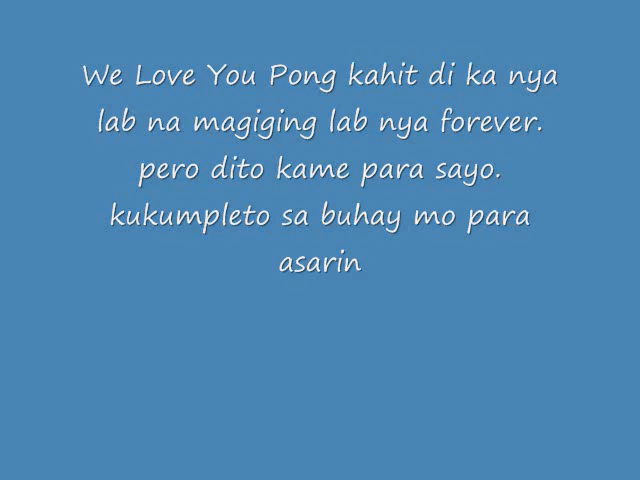 We Love You Pong kahit di ka nya
lab na magiging lab nya forever.
pero dito kame para sayo.
kukumpleto sa buhay mo para
asarin